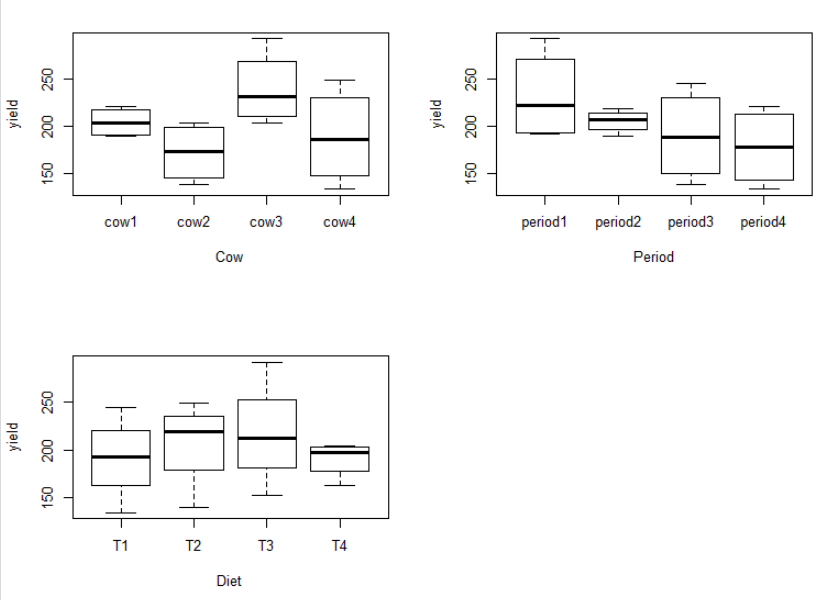 yield
250
200
150
cow1 cow2 cow3 cow4
Cow
yield
250
200
150
period1 period2 period3 period4
Period
yield
250
200
150
T1 T2 T3 T4
Diet